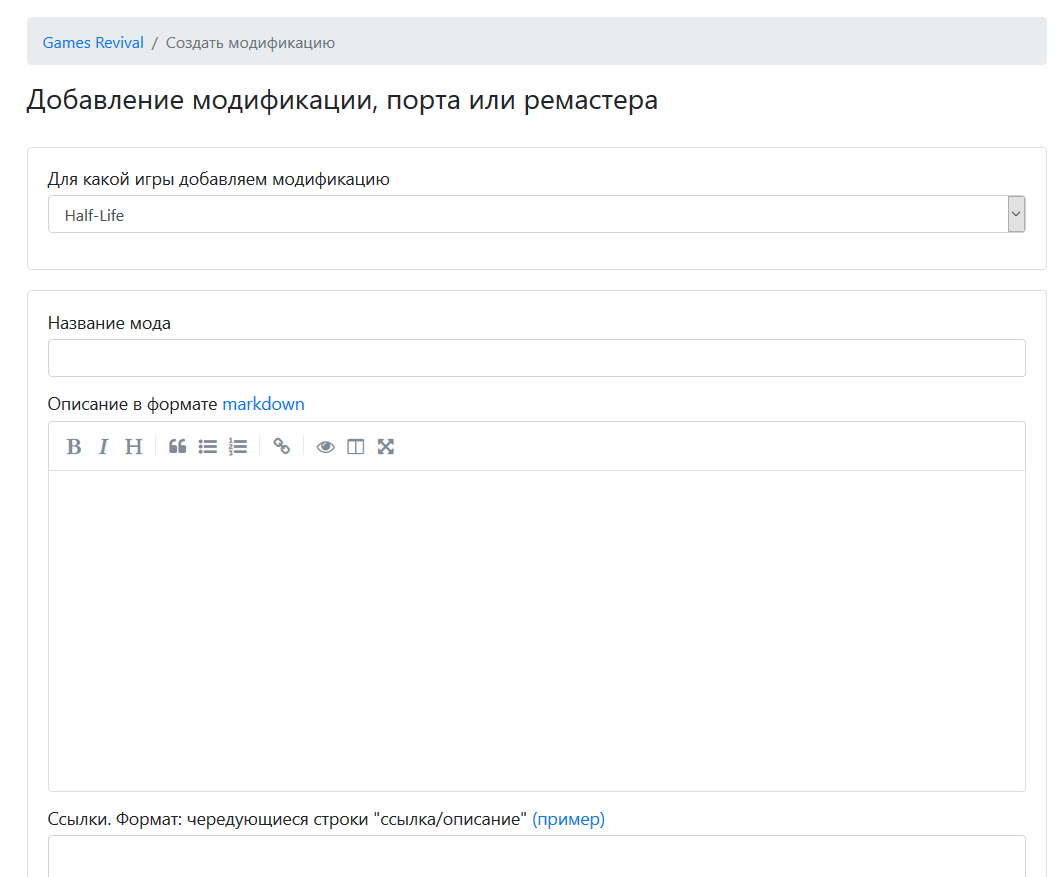 Games Revival / Создать модификацию
Добавление модификации, порта или ремастера
Для какой игры добавляем модификацию
Half-Life
Название мода
Описание в формате markdown
B I H
Ссылки. Формат: чередующиеся строки "ссылка/описание" (пример)